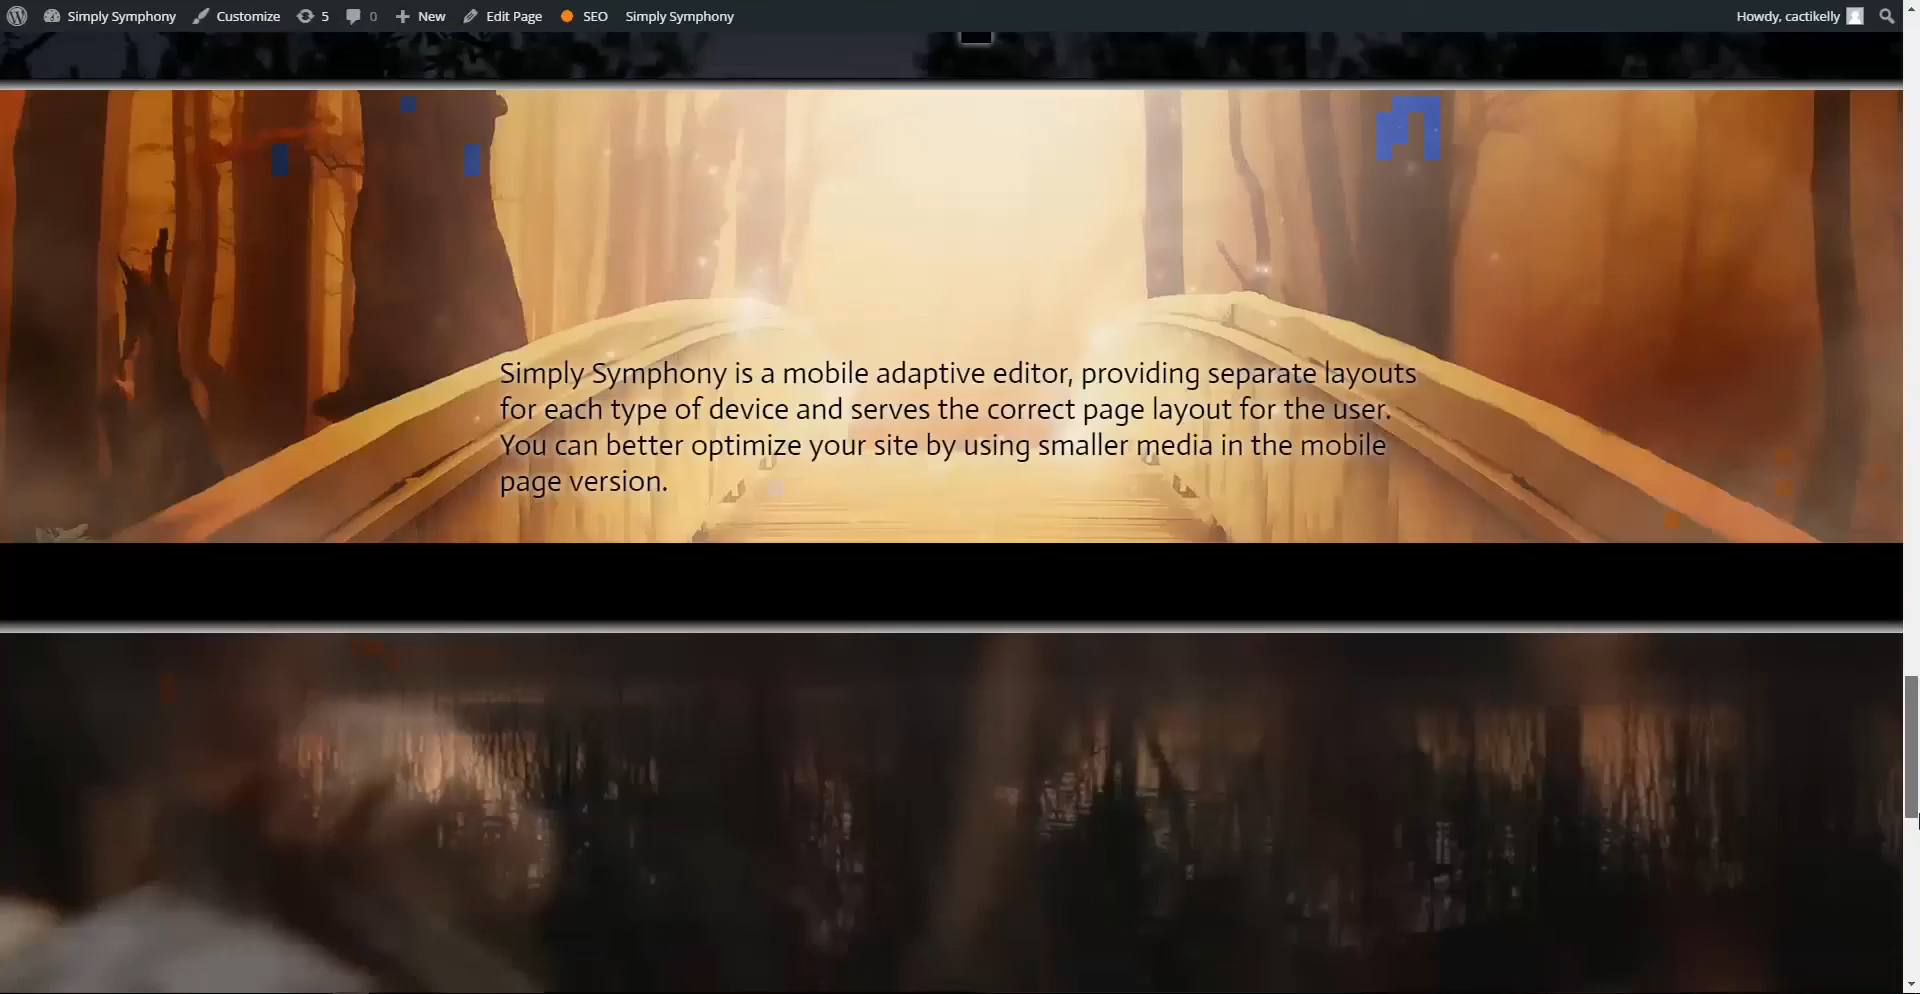 Simply Symphony Customize 5 0 New Edit Page SEO Simply Symphony Howdy, cactikelly
Simply Symphony is a mobile adaptive editor, providing separate layouts
for each type of device and serves the correct page layout for the user.
You can better optimize your site by using smaller media in the mobile
page version.